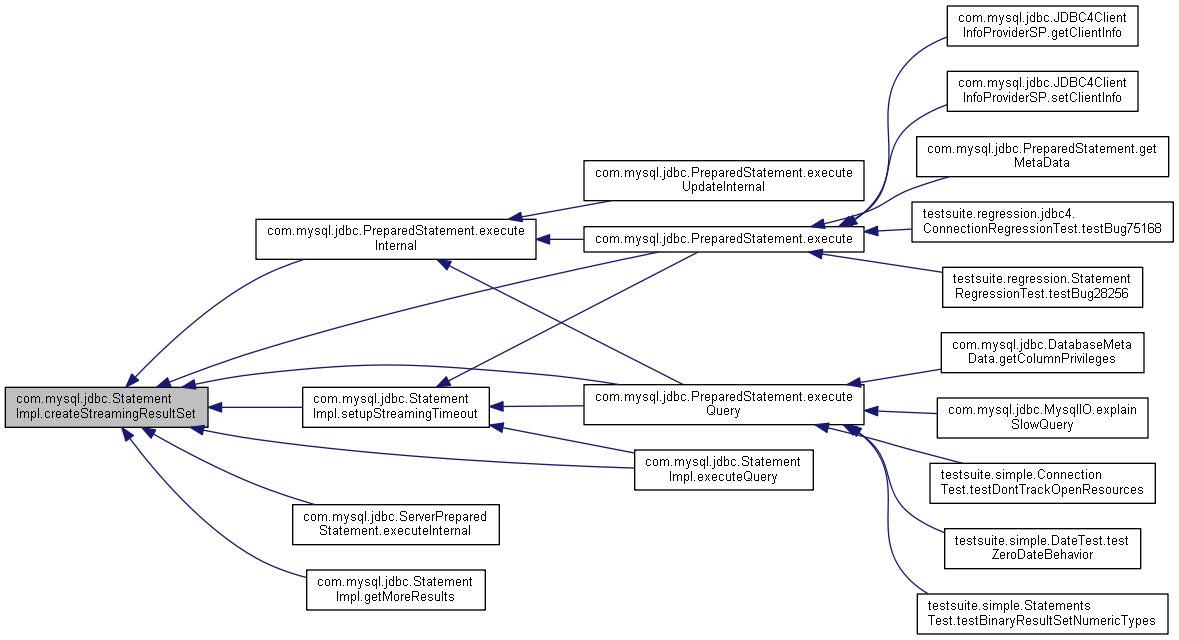 com.mysql.jdbc.JDBC4Client
InfoProviderSP.getClientInfo
com.mysql.jdbc.JDBC4Client
InfoProviderSP.setClientInfo
com.mysql.jdbc.PreparedStatement.get
MetaData
com.mysql.jdbc.PreparedStatement.execute
UpdateInternal
testsuite.regression.jdbc4.
ConnectionRegressionTest.testBug75168
com.mysql.jdbc.PreparedStatement.execute
Internal
com.mysql.jdbc.PreparedStatement.execute
testsuite.regression.Statement
RegressionTest.testBug28256
com.mysql.jdbc.DatabaseMeta
Data.getColumnPrivileges
com.mysql.jdbc.Statement
Impl.createStreamingResultSet
com.mysql.jdbc.Statement
Impl.setupStreamingTimeout
com.mysql.jdbc.PreparedStatement.execute
Query
com.mysql.jdbc.MysqlIO.explain
SlowQuery
com.mysql.jdbc.Statement
Impl.executeQuery
testsuite.simple.Connection
Test.testDontTrackOpenResources
com.mysql.jdbc.ServerPrepared
Statement.executeInternal
testsuite.simple.DateTest.test
ZeroDateBehavior
com.mysql.jdbc.Statement
Impl.getMoreResults
testsuite.simple.Statements
Test.testBinaryResultSetNumericTypes